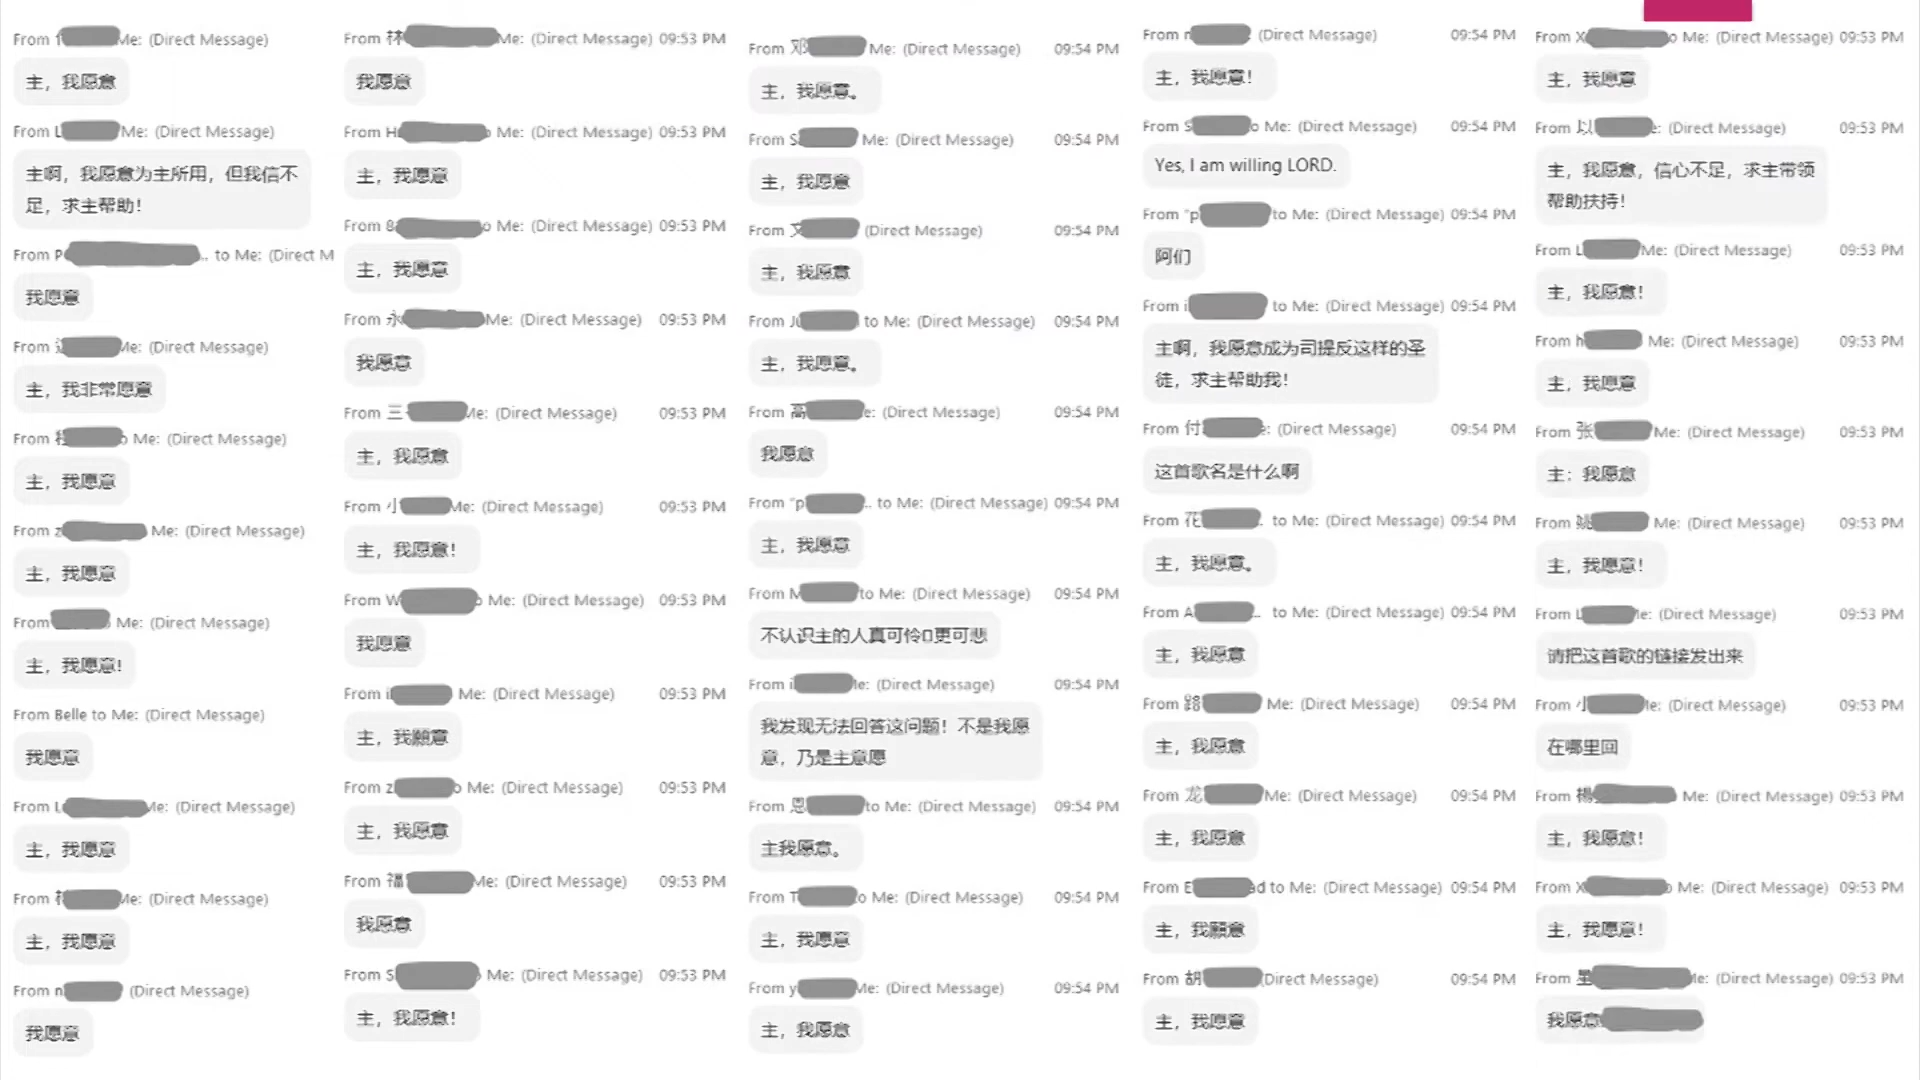 From Me: (Direct Message)
主，我愿意
From L Me: (Direct Message)
主啊，我愿意为主所用，但我信不
足，求主帮助！
From P .. to Me: (Direct M
我愿意
From Me: (Direct Message)
主，我非常愿意
From Me: (Direct Message)
主，我愿意
From z Me: (Direct Message)
主，我愿意
From Me: (Direct Message)
主，我愿意!
From Belle to Me: (Direct Message)
我愿意
From L Me: (Direct Message)
主，我愿意
From Me: (Direct Message)
主，我愿意
From n (Direct Message)
我愿意
From 林 Me: (Direct Message) 09:53 PM
我愿意
From H o Me: (Direct Message) 09:53 PM
主，我愿意
From 8 o Me: (Direct Message) 09:53 PM
主，我愿意
From 永 Me: (Direct Message) 09:53 PM
我愿意
From 三 Me: (Direct Message) 09:53 PM
主，我愿意
From 小 Me: (Direct Message) 09:53 PM
主，我愿意！
From W o Me: (Direct Message) 09:53 PM
我愿意
From i Me: (Direct Message) 09:53 PM
主，我願意
From z o Me: (Direct Message) 09:53 PM
主，我愿意
From 福 Me: (Direct Message) 09:53 PM
我愿意
From S Me: (Direct Message) 09:53 PM
主，我愿意！
From 邓 Me: (Direct Message) 09:54 PM
主，我愿意。
From S Me: (Direct Message) 09:54 PM
主，我愿意
From 文 (Direct Message) 09:54 PM
主，我愿意
From Ju to Me: (Direct Message) 09:54 PM
主，我愿意。
From 高 e: (Direct Message) 09:54 PM
我愿意
From "p .. to Me: (Direct Message) 09:54 PM
主，我愿意
From M to Me: (Direct Message) 09:54 PM
不认识主的人真可怜更可悲
From i Me: (Direct Message) 09:54 PM
我发现无法回答这问题！不是我愿
意，乃是主意愿
From 恩 to Me: (Direct Message) 09:54 PM
主我愿意。
From T o Me: (Direct Message) 09:54 PM
主，我愿意
From y Me: (Direct Message) 09:54 PM
主，我愿意
From n (Direct Message) 09:54 PM
主，我愿意！
From S o Me: (Direct Message) 09:54 PM
Yes, I am willing LORD.
From "p to Me: (Direct Message) 09:54 PM
阿们
From i to Me: (Direct Message) 09:54 PM
主啊，我愿意成为司提反这样的圣
徒，求主帮助我！
From 付 e: (Direct Message) 09:54 PM
这首歌名是什么啊
From 花 to Me: (Direct Message) 09:54 PM
主，我愿意。
From A .. to Me: (Direct Message) 09:54 PM
主，我愿意
From 路 Me: (Direct Message) 09:54 PM
主，我愿意
From 龙 Me: (Direct Message) 09:54 PM
主，我愿意
From E ad to Me: (Direct Message) 09:54 PM
主，我願意
From 胡 (Direct Message) 09:54 PM
主，我愿意
From X o Me: (Direct Message) 09:53 PM
主，我愿意
From 以 e: (Direct Message) 09:53 PM
主，我愿意，信心不足，求主带领
帮助扶持！
From L Me: (Direct Message) 09:53 PM
主，我愿意！
From h Me: (Direct Message) 09:53 PM
主，我愿意
From 张 Me: (Direct Message) 09:53 PM
主：我愿意
From 姚 Me: (Direct Message) 09:53 PM
主，我愿意！
From L Me: (Direct Message) 09:53 PM
请把这首歌的链接发出来
From 小 Me: (Direct Message) 09:53 PM
在哪里回
From 楊 Me: (Direct Message) 09:53 PM
主，我愿意！
From X o Me: (Direct Message) 09:53 PM
主，我愿意！
From 星 Me: (Direct Message) 09:53 PM
我愿意